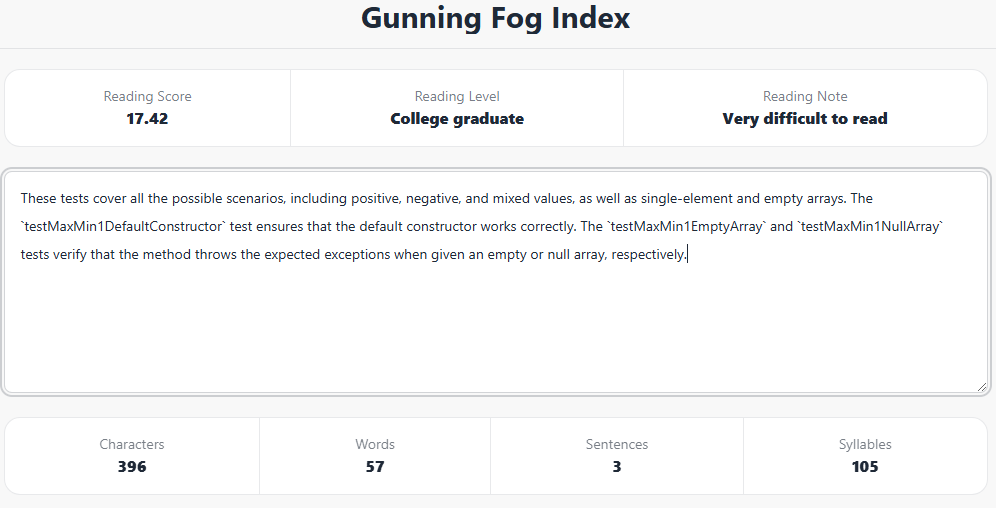 Gunning Fog Index
Reading Score
17.42
Reading Level
College graduate
Reading Note
Very difficult to read
These tests cover all the possible scenarios, including positive, negative, and mixed values, as well as single-element and empty arrays. The
`testMaxMin1DefaultConstructor` test ensures that the default constructor works correctly. The `testMaxMin1EmptyArray` and `testMaxMin1NullArray`
tests verify that the method throws the expected exceptions when given an empty or null array, respectively.
Characters
396
Words
57
Sentences
3
Syllables
105